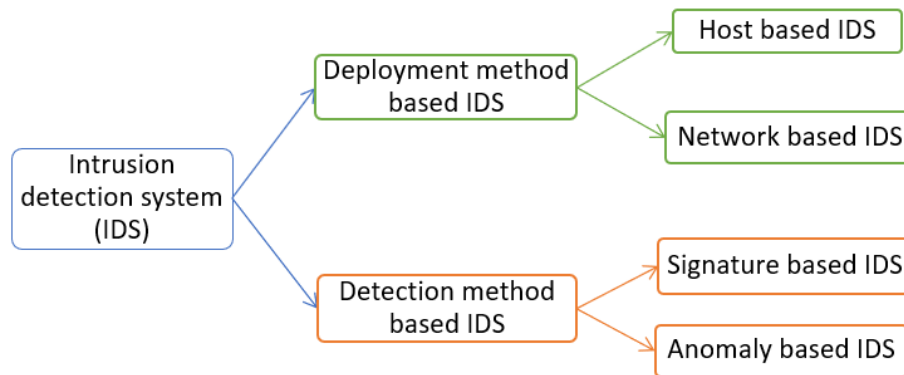 Intrusion
detection system
(IDS)
Deployment method
based IDS
Host based IDS
Network based IDS
Detection method
based IDS
Signature based IDS
Anomaly based IDS